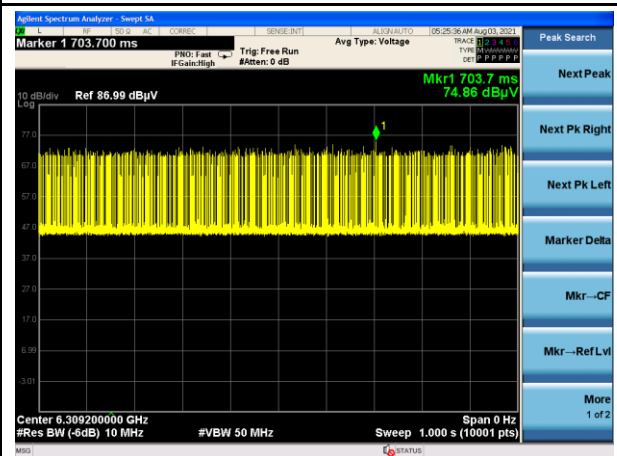 Agilent Spectrum Analyzer - Swept SA
L RF 50 Ω AC CORREC SENSE:INT ALIGN AUTO 05:25:36 AM Aug 03, 2021
Marker 1 703.700 ms
PNO: Fast
IFGain:High
Trig: Free Run
#Atten: 0 dB
Avg Type: Voltage
TRACE 1 2 3 4 5 6
TYPE
DET P P P P P P
Peak Search
Mkr1 703.7 ms
74.86 dBµV
10 dB/div Ref 86.99 dBµV
Log
1
77.0
67.0
57.0
47.0
37.0
27.0
17.0
6.99
-3.01
Next Peak
Next Pk Right
Next Pk Left
Marker Delta
Mkr→CF
Mkr→Ref Lvl
More
1 of 2
Center 6.309200000 GHz Span 0 Hz
#Res BW (-6dB) 10 MHz #VBW 50 MHz Sweep 1.000 s (10001 pts)
MSG STATUS